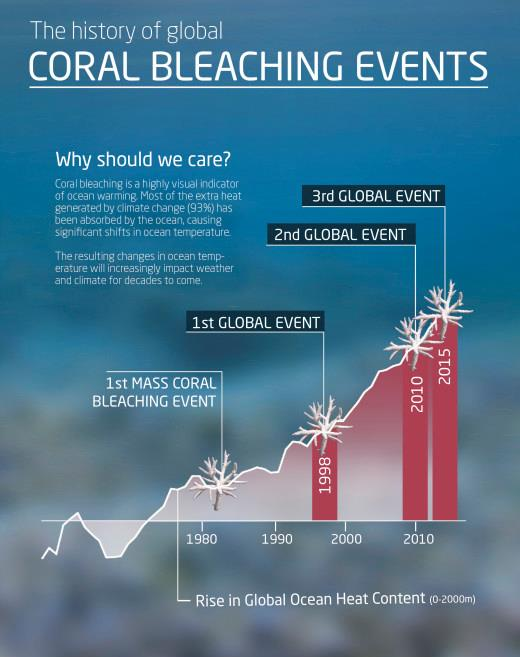 The history of global
CORAL BLEACHING EVENTS
Why should we care?
Coral bleaching is a highly visual indicator
of ocean warming. Most of the extra heat
generated by climate change (93%) has
been absorbed by the ocean, causing
significant shifts in ocean temperature.
The resulting changes in ocean temp-
erature will increasingly impact weather
and climate for decades to come.
3rd GLOBAL EVENT
2nd GLOBAL EVENT
1st GLOBAL EVENT
1st MASS CORAL
BLEACHING EVENT
1998
2010
2015
1980 1990 2000 2010
Rise in Global Ocean Heat Content (0-2000m)